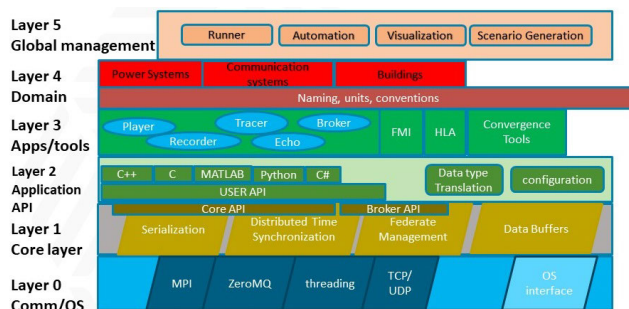 Layer 5
Global management
Runner
Automation
Visualization
Scenario Generation
Layer 4
Domain
Power Systems
Communication
systems
Buildings
Naming, units, conventions
Layer 3
Apps/tools
Player
Recorder
Tracer
Echo
Broker
FMI
HLA
Convergence
Tools
Layer 2
Application
API
C++
C
MATLAB
Python
C#
USER API
Data type
Translation
configuration
Core API
Broker API
Layer 1
Core layer
Serialization
Distributed Time
Synchronization
Federate
Management
Data Buffers
Layer 0
Comm/OS
MPI
ZeroMQ
threading
TCP/
UDP
OS
interface